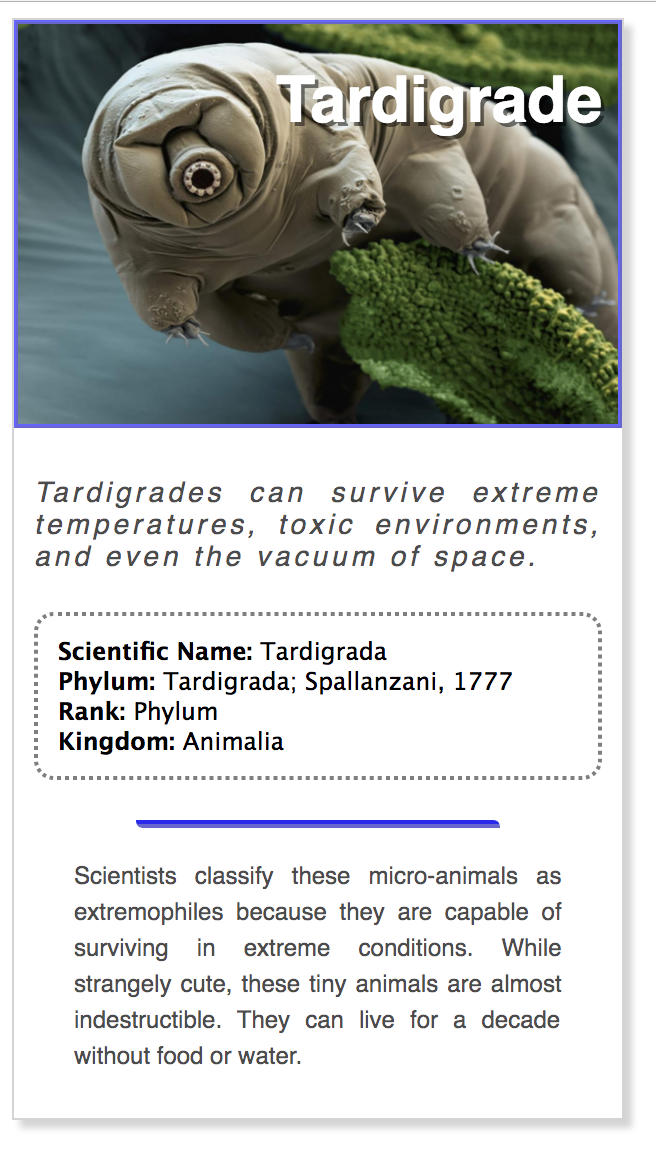 Tardigrade
Tardigrades can survive extreme
temperatures, toxic environments,
and even the vacuum of space.
Scientific Name: Tardigrada
Phylum: Tardigrada; Spallanzani, 1777
Rank: Phylum
Kingdom: Animalia
Scientists classify these micro-animals as
extremophiles because they are capable of
surviving in extreme conditions. While
strangely cute, these tiny animals are almost
indestructible. They can live for a decade
without food or water.